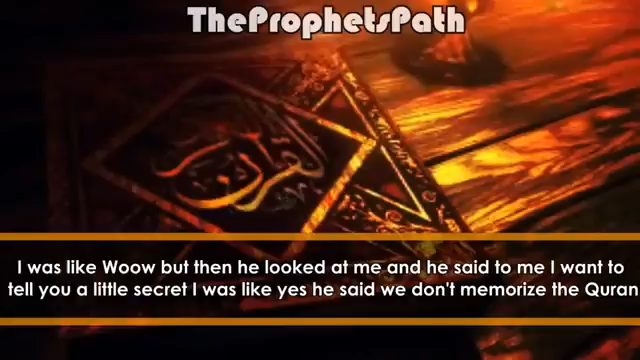 TheProphetsPath
القرآن
I was like Woow but then he looked at me and he said to me I want to
tell you a little secret I was like yes he said we don't memorize the Quran